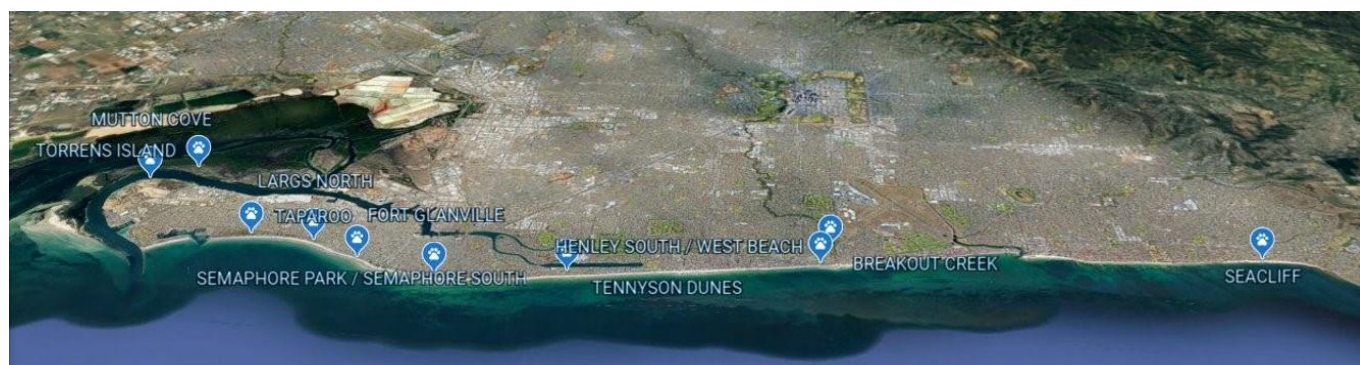 MUTTON COVE
TORRENS ISLAND
LARGS NORTH
TAPAROO
FORT GLANVILLE
SEMAPHORE PARK / SEMAPHORE SOUTH
HENLEY SOUTH / WEST BEACH
BREAKOUT CREEK
TENNYSON DUNES
SEACLIFF